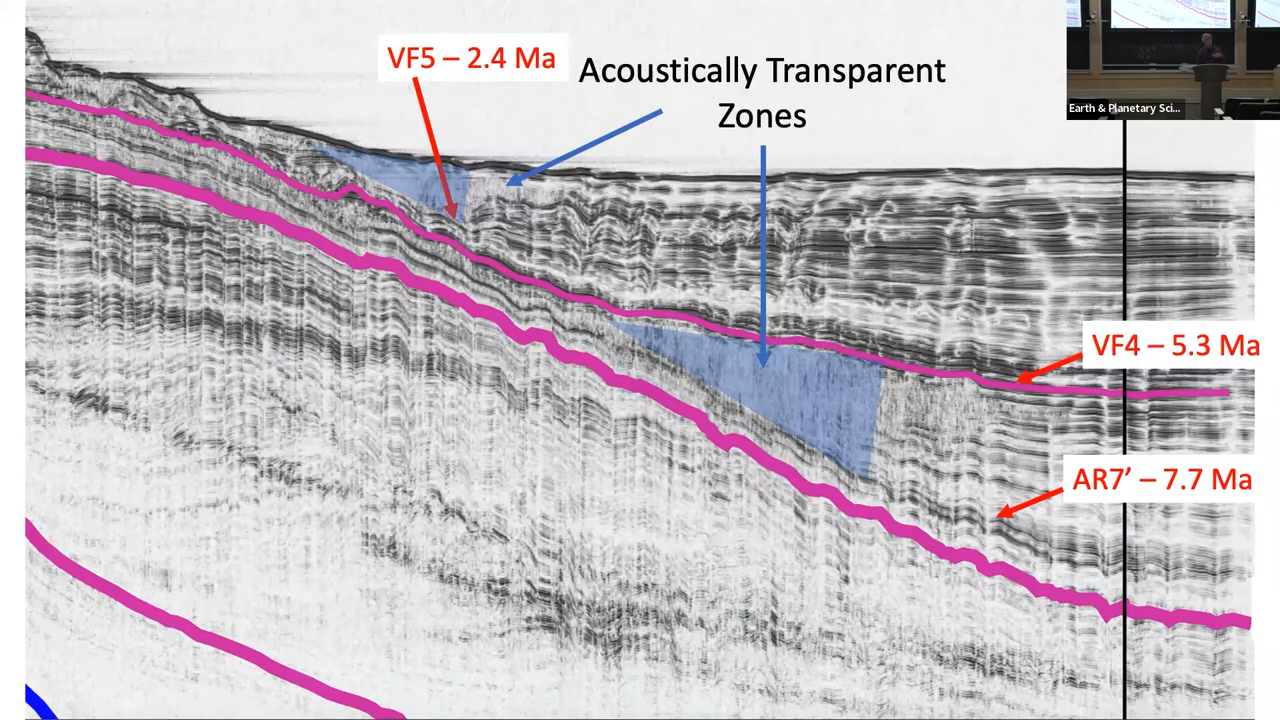 VF5 – 2.4 Ma
Acoustically Transparent
Zones
Earth & Planetary Sci...
VF4 – 5.3 Ma
AR7’ – 7.7 Ma